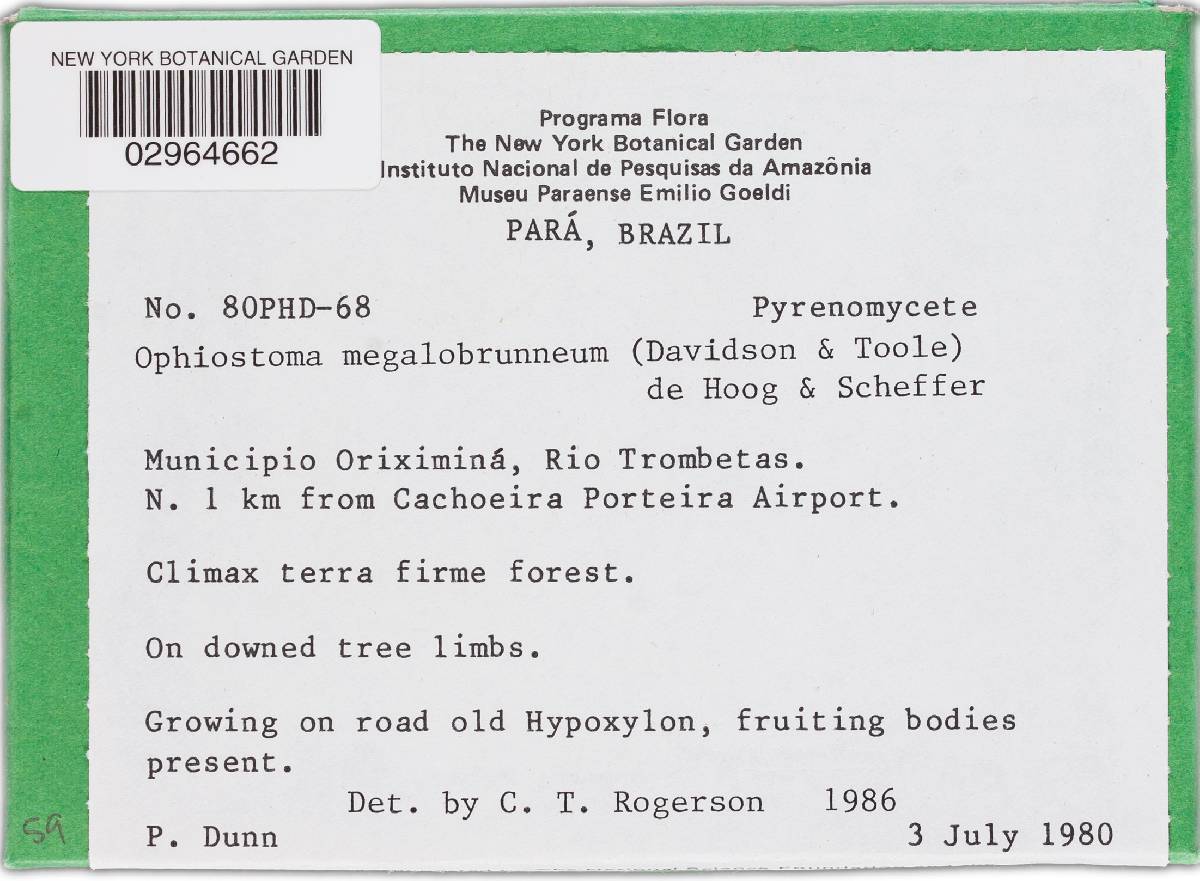 NEW YORK BOTANICAL GARDEN
02964662
Programa Flora
The New York Botanical Garden
Instituto Nacional de Pesquisas da Amazônia
Museu Paraense Emilio Goeldi
PARÁ, BRAZIL
No. 80PHD-68 Pyrenomycete
Ophiostoma megalobrunneum (Davidson & Toole)
de Hoog & Scheffer
Municipio Oriximiná, Rio Trombetas.
N. 1 km from Cachoeira Porteira Airport.
Climax terra firme forest.
On downed tree limbs.
Growing on road old Hypoxylon, fruiting bodies
present.
Det. by C. T. Rogerson 1986
P. Dunn 3 July 1980